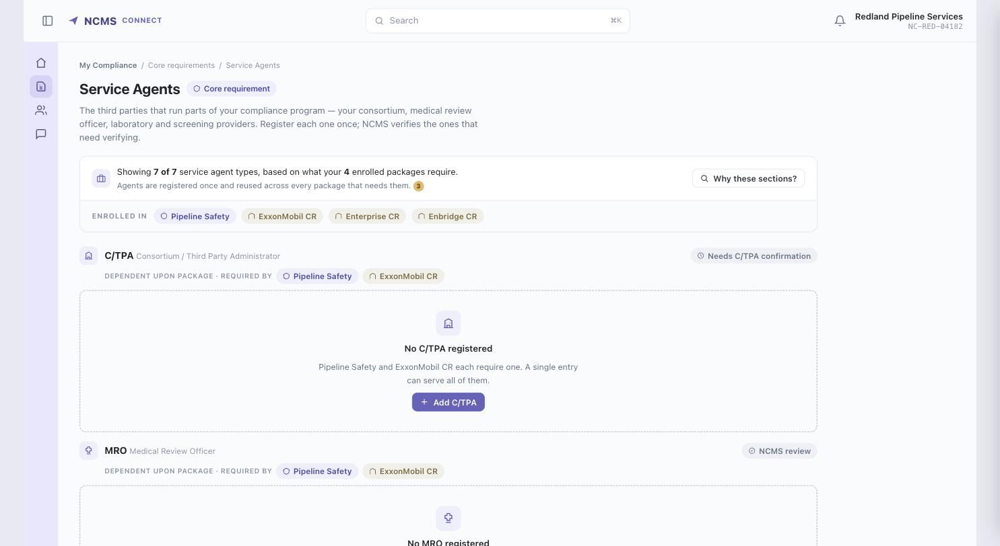 NCMS CONNECT
Search ⌘K
Redland Pipeline Services
NC-RED-04182
My Compliance / Core requirements / Service Agents
Service Agents Core requirement
The third parties that run parts of your compliance program — your consortium, medical review
officer, laboratory and screening providers. Register each one once; NCMS verifies the ones that
need verifying.
Showing 7 of 7 service agent types, based on what your 4 enrolled packages require.
Agents are registered once and reused across every package that needs them. 3
Why these sections?
ENROLLED IN Pipeline Safety ExxonMobil CR Enterprise CR Enbridge CR
C/TPA Consortium / Third Party Administrator Needs C/TPA confirmation
DEPENDENT UPON PACKAGE · REQUIRED BY Pipeline Safety ExxonMobil CR
No C/TPA registered
Pipeline Safety and ExxonMobil CR each require one. A single entry
can serve all of them.
+ Add C/TPA
MRO Medical Review Officer NCMS review
DEPENDENT UPON PACKAGE · REQUIRED BY Pipeline Safety ExxonMobil CR
No MRO registered